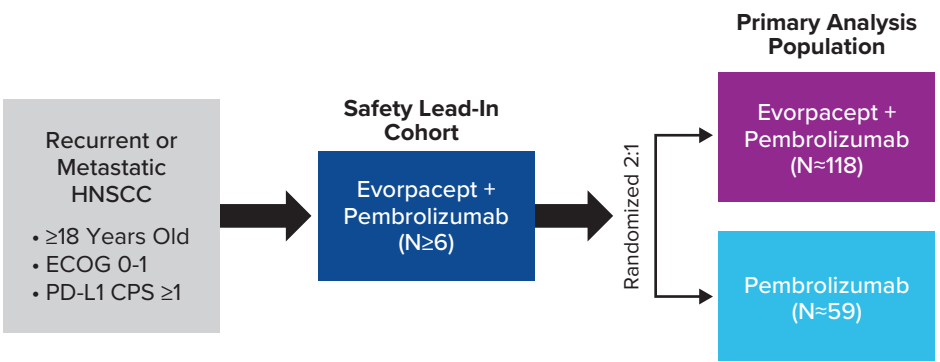 Recurrent or
Metastatic
HNSCC
• ≥18 Years Old
• ECOG 0-1
• PD-L1 CPS ≥1
Safety Lead-In
Cohort
Evorpacept +
Pembrolizumab
(N≥6)
Randomized 2:1
Primary Analysis
Population
Evorpacept +
Pembrolizumab
(N≈118)
Pembrolizumab
(N≈59)